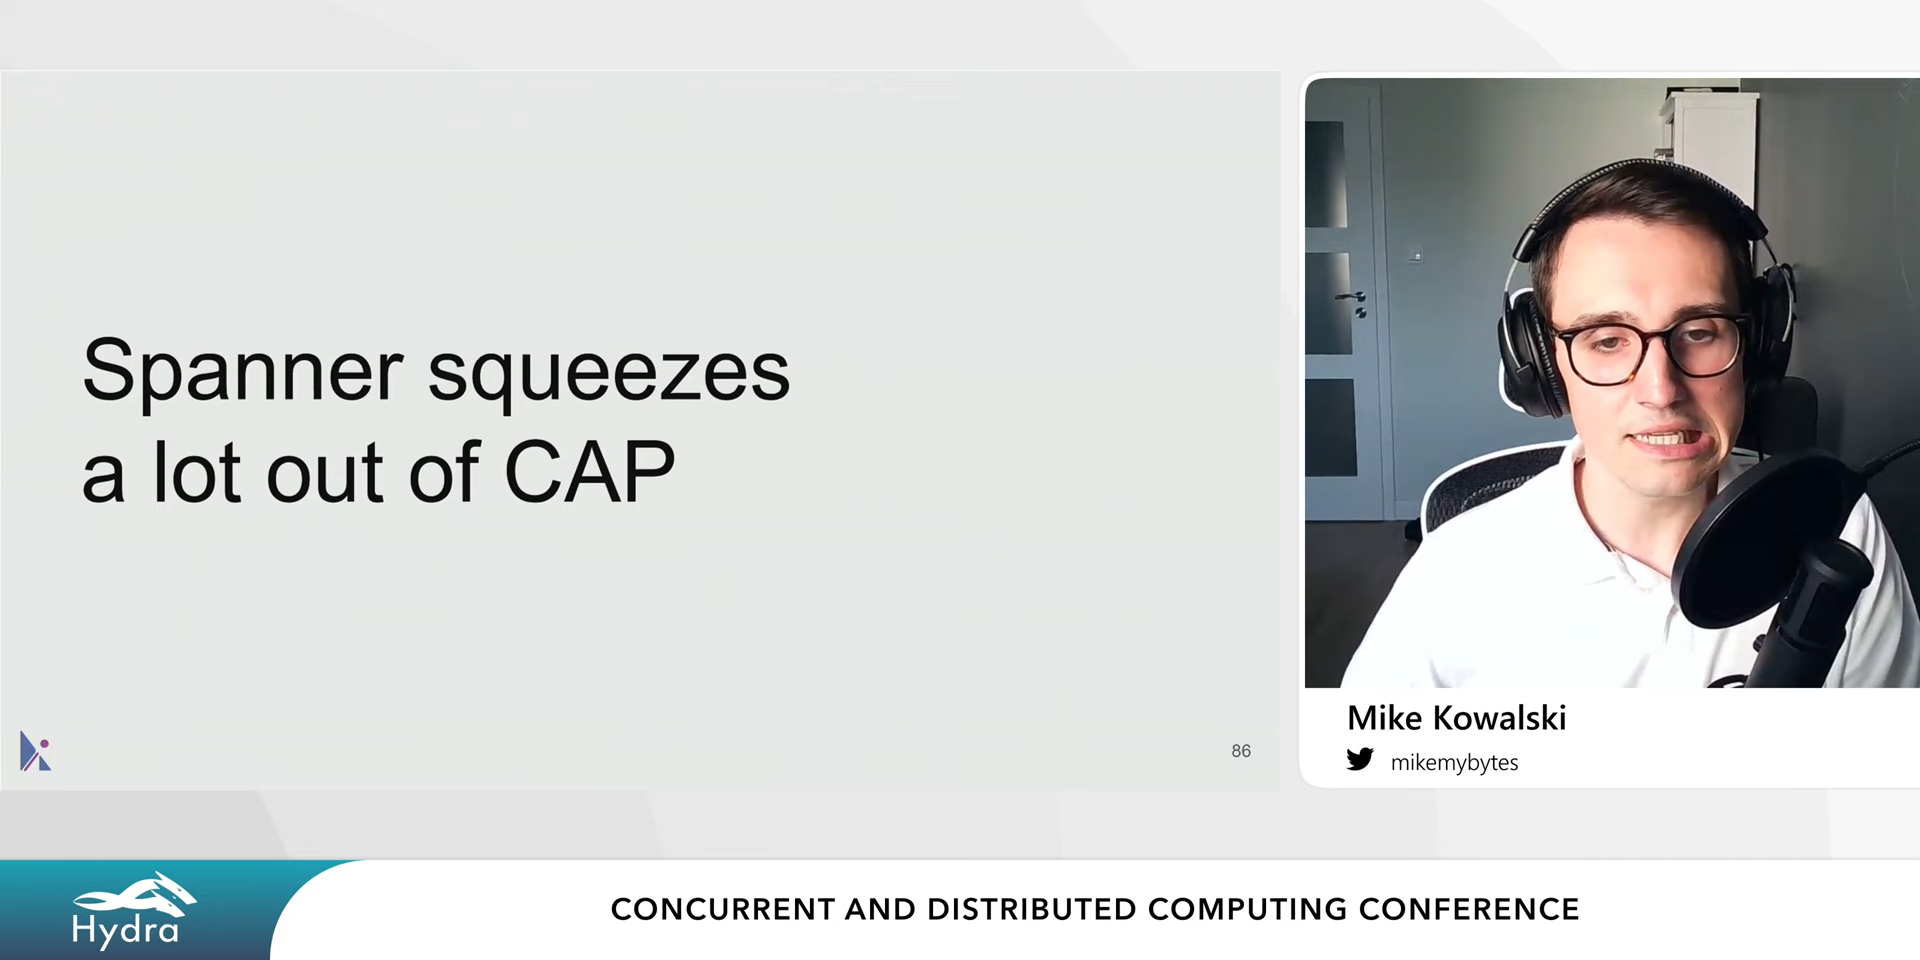 Spanner squeezes
a lot out of CAP
86
Mike Kowalski
mikemybytes
Hydra
CONCURRENT AND DISTRIBUTED COMPUTING CONFERENCE